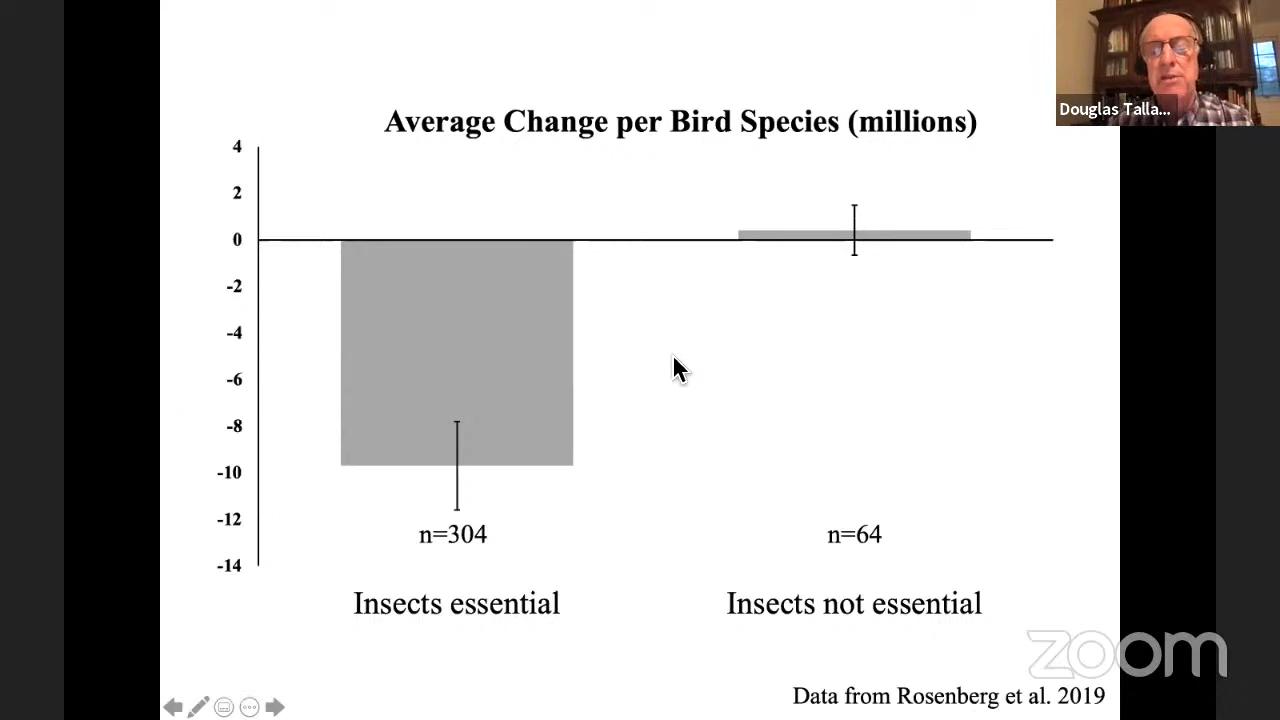 Average Change per Bird Species (millions)
Douglas Talla...
4
2
0
-2
-4
-6
-8
-10
-12
-14
n=304
n=64
Insects essential
Insects not essential
zoom
Data from Rosenberg et al. 2019